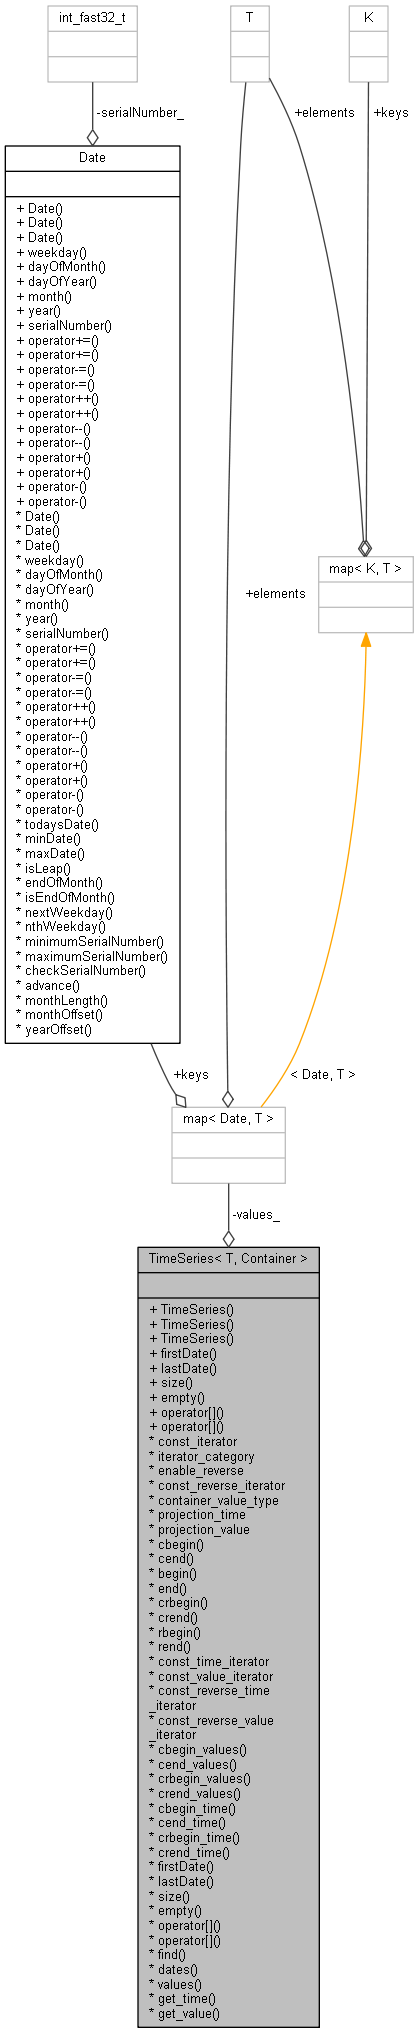 int_fast32_t
T
K
-serialNumber_
+elements
+keys
Date
+ Date()
+ Date()
+ Date()
+ weekday()
+ dayOfMonth()
+ dayOfYear()
+ month()
+ year()
+ serialNumber()
+ operator+=()
+ operator+=()
+ operator-=()
+ operator-=()
+ operator++()
+ operator++()
+ operator--()
+ operator--()
+ operator+()
+ operator+()
+ operator-()
+ operator-()
* Date()
* Date()
* Date()
* weekday()
* dayOfMonth()
* dayOfYear()
* month()
* year()
* serialNumber()
* operator+=()
* operator+=()
* operator-=()
* operator-=()
* operator++()
* operator++()
* operator--()
* operator--()
* operator+()
* operator+()
* operator-()
* operator-()
* todaysDate()
* minDate()
* maxDate()
* isLeap()
* endOfMonth()
* isEndOfMonth()
* nextWeekday()
* nthWeekday()
* minimumSerialNumber()
* maximumSerialNumber()
* checkSerialNumber()
* advance()
* monthLength()
* monthOffset()
* yearOffset()
map< K, T >
+elements
+keys
< Date, T >
map< Date, T >
-values_
TimeSeries< T, Container >
+ TimeSeries()
+ TimeSeries()
+ TimeSeries()
+ firstDate()
+ lastDate()
+ size()
+ empty()
+ operator[]()
+ operator[]()
* const_iterator
* iterator_category
* enable_reverse
* const_reverse_iterator
* container_value_type
* projection_time
* projection_value
* cbegin()
* cend()
* begin()
* end()
* crbegin()
* crend()
* rbegin()
* rend()
* const_time_iterator
* const_value_iterator
* const_reverse_time
_iterator
* const_reverse_value
_iterator
* cbegin_values()
* cend_values()
* crbegin_values()
* crend_values()
* cbegin_time()
* cend_time()
* crbegin_time()
* crend_time()
* firstDate()
* lastDate()
* size()
* empty()
* operator[]()
* operator[]()
* find()
* dates()
* values()
* get_time()
* get_value()